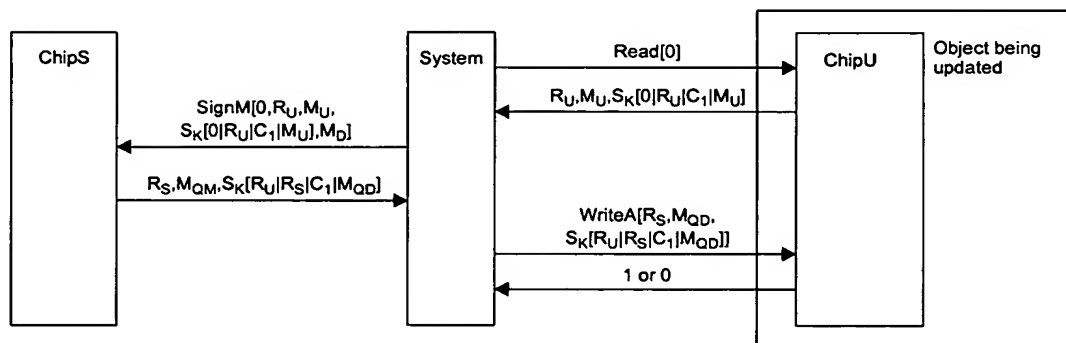 ChipS
System
ChipU
Object being
updated
Read[0]
R_U,M_U,S_K[0|R_U|C_1|M_U]
SignM[0,R_U,M_U,
S_K[0|R_U|C_1|M_U],M_D]
R_S,M_QM,S_K[R_U|R_S|C_1|M_QD]
WriteA[R_S,M_QD,
S_K[R_U|R_S|C_1|M_QD]]
1 or 0